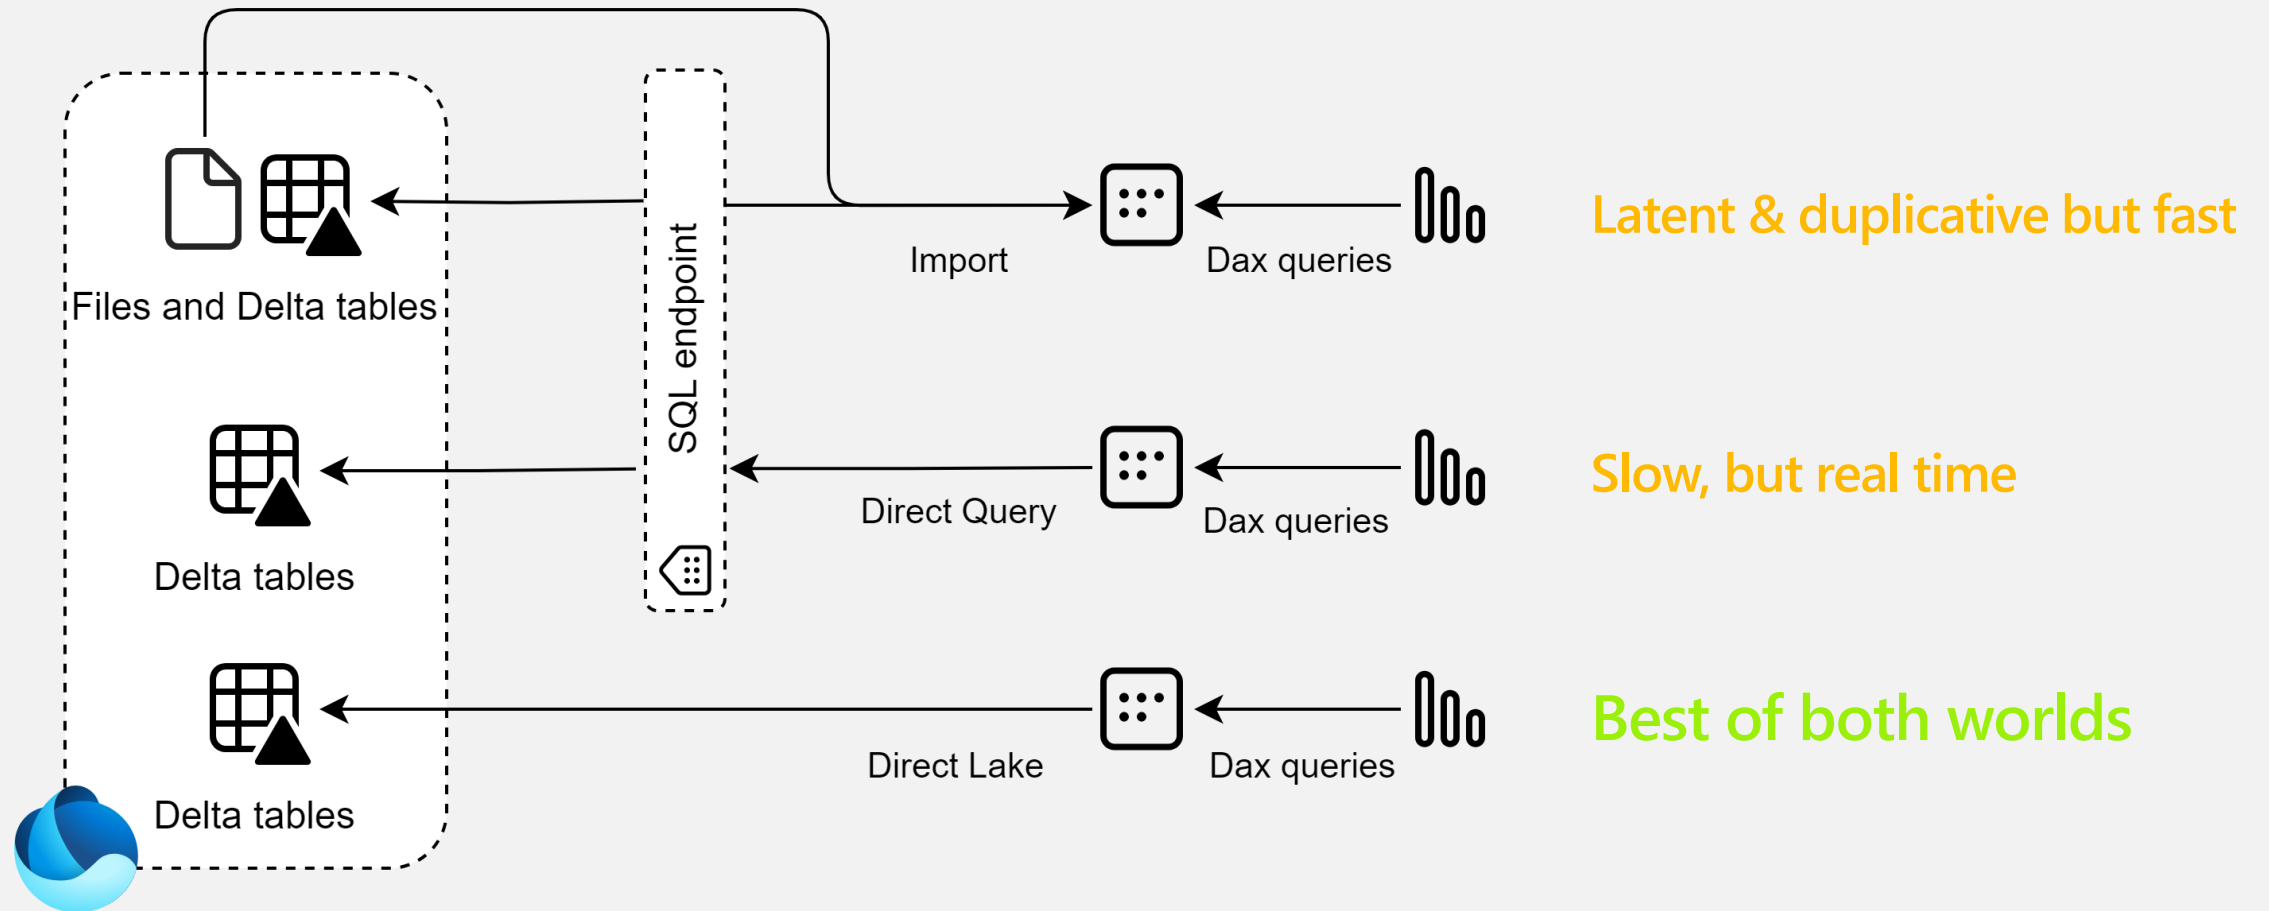 Files and Delta tables
SQL endpoint
Import
Dax queries
Latent & duplicative but fast
Delta tables
Direct Query
Dax queries
Slow, but real time
Delta tables
Direct Lake
Dax queries
Best of both worlds